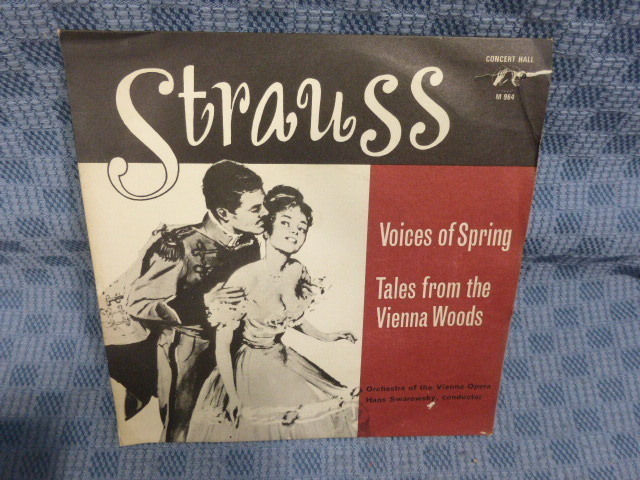 Strauss
CONCERT HALL
M 964
Voices of Spring
Tales from the
Vienna Woods
Orchestra of the Vienna Opera
Hans Swarowsky, conductor